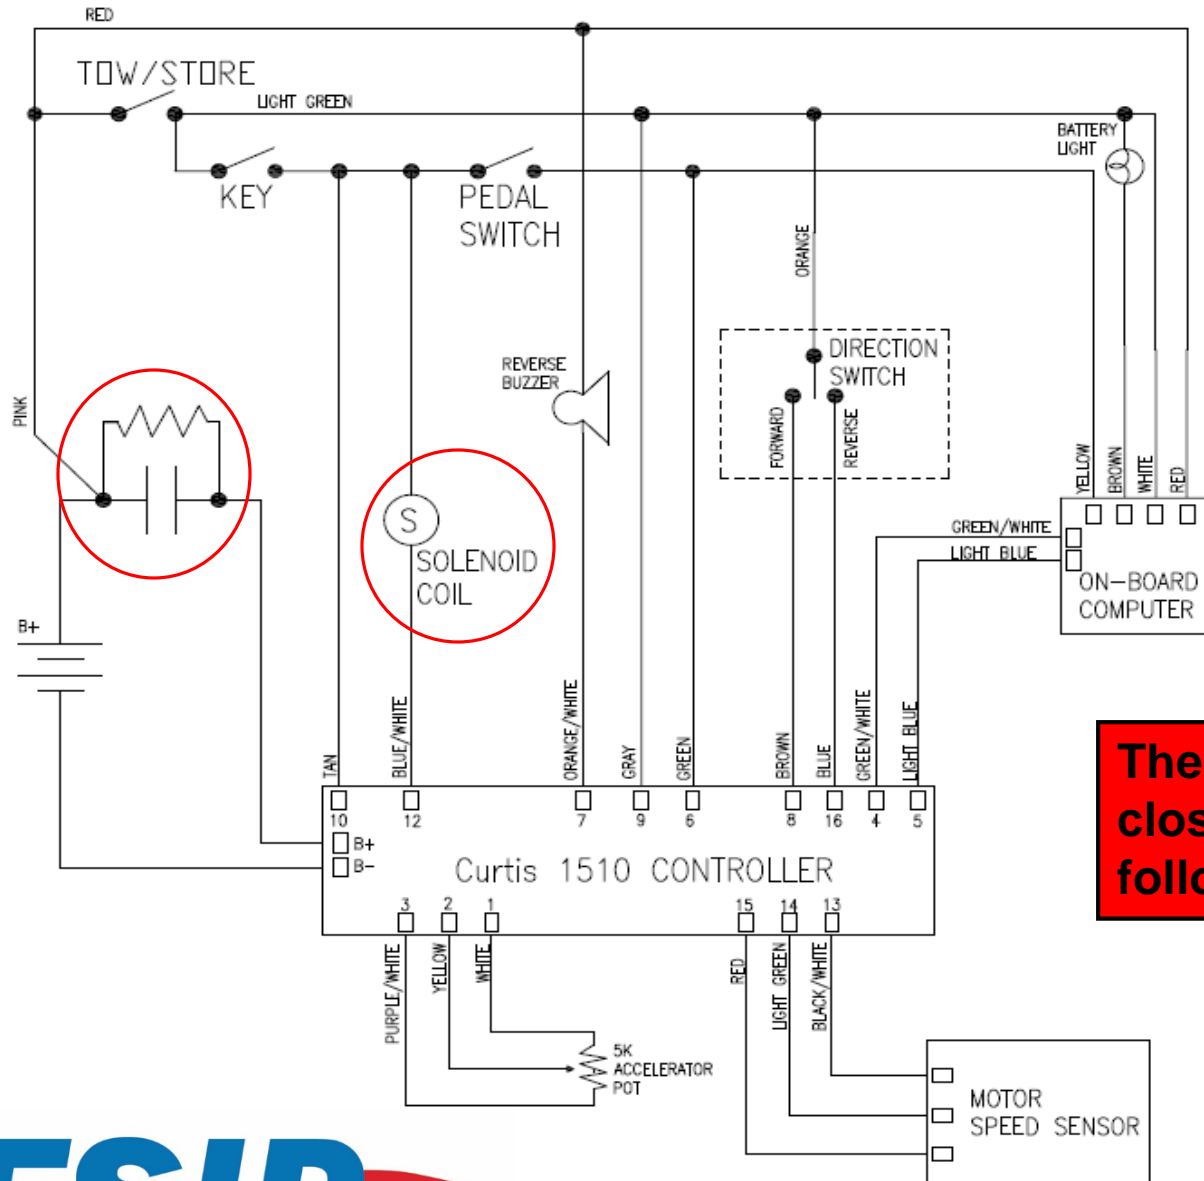 RED
TOW/STORE
LIGHT GREEN
BATTERY
LIGHT
KEY
PEDAL
SWITCH
ORANGE
DIRECTION
SWITCH
REVERSE
BUZZER
PINK
FORWARD
REVERSE
YELLOW
BROWN
WHITE
RED
S
SOLENOID
COIL
GREEN/WHITE
LIGHT BLUE
ON-BOARD
COMPUTER
B+
TAN
BLUE/WHITE
ORANGE/WHITE
GRAY
GREEN
BROWN
BLUE
GREEN/WHITE
LIGHT BLUE
10
12
7
9
6
8
16
4
5
B+
B-
Curtis 1510 CONTROLLER
3
2
1
15
14
13
The
clos
follo
PURPLE/WHITE
YELLOW
WHITE
RED
LIGHT GREEN
BLACK/WHITE
5K
ACCELERATOR
POT
MOTOR
SPEED SENSOR